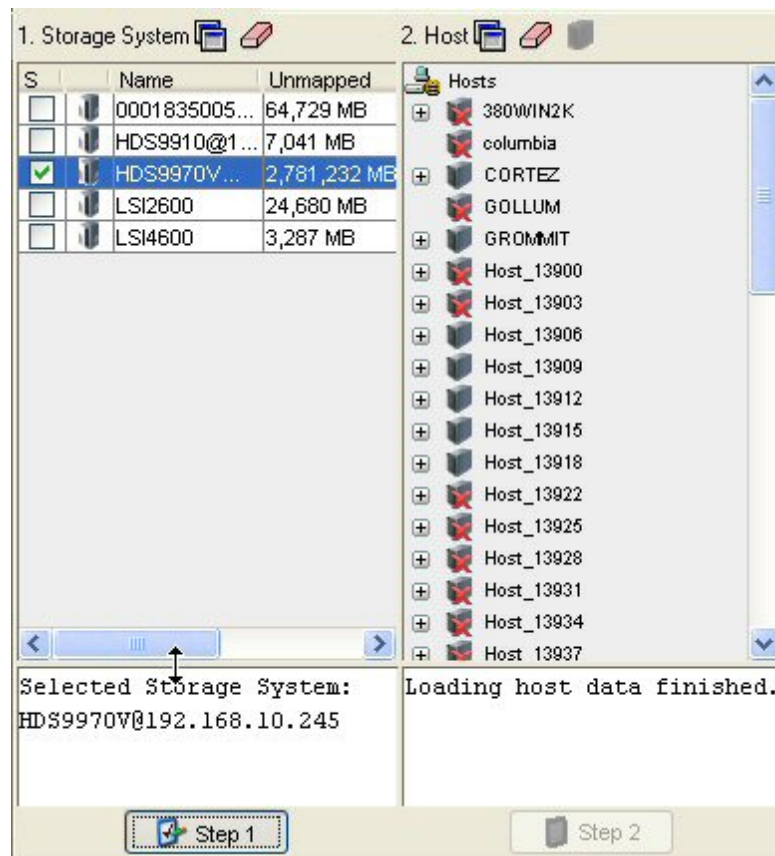 1. Storage System
S Name Unmapped
0001835005... 64,729 MB
HDS9910@1... 7,041 MB
HDS9970V... 2,781,232 MB
LSI2600 24,680 MB
LSI4600 3,287 MB
Selected Storage System:
HDS9970V@192.168.10.245
Step 1
2. Host
Hosts
380WIN2K
columbia
CORTEZ
GOLLUM
GROMMIT
Host_13900
Host_13903
Host_13906
Host_13909
Host_13912
Host_13915
Host_13918
Host_13922
Host_13925
Host_13928
Host_13931
Host_13934
Host_13937
Loading host data finished.
Step 2